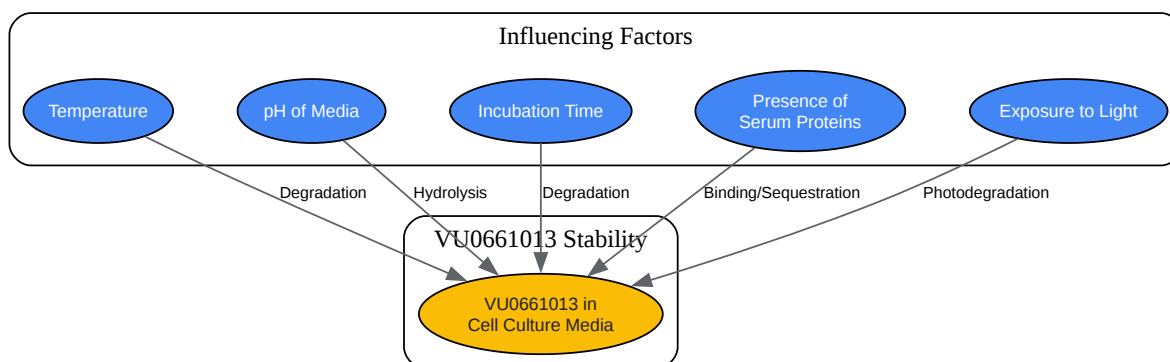 Influencing Factors
Temperature
pH of Media
Incubation Time
Presence of
Serum Proteins
Exposure to Light
Degradation
Hydrolysis
Degradation
Binding/Sequestration
Photodegradation
VU0661013 Stability
VU0661013 in
Cell Culture Media